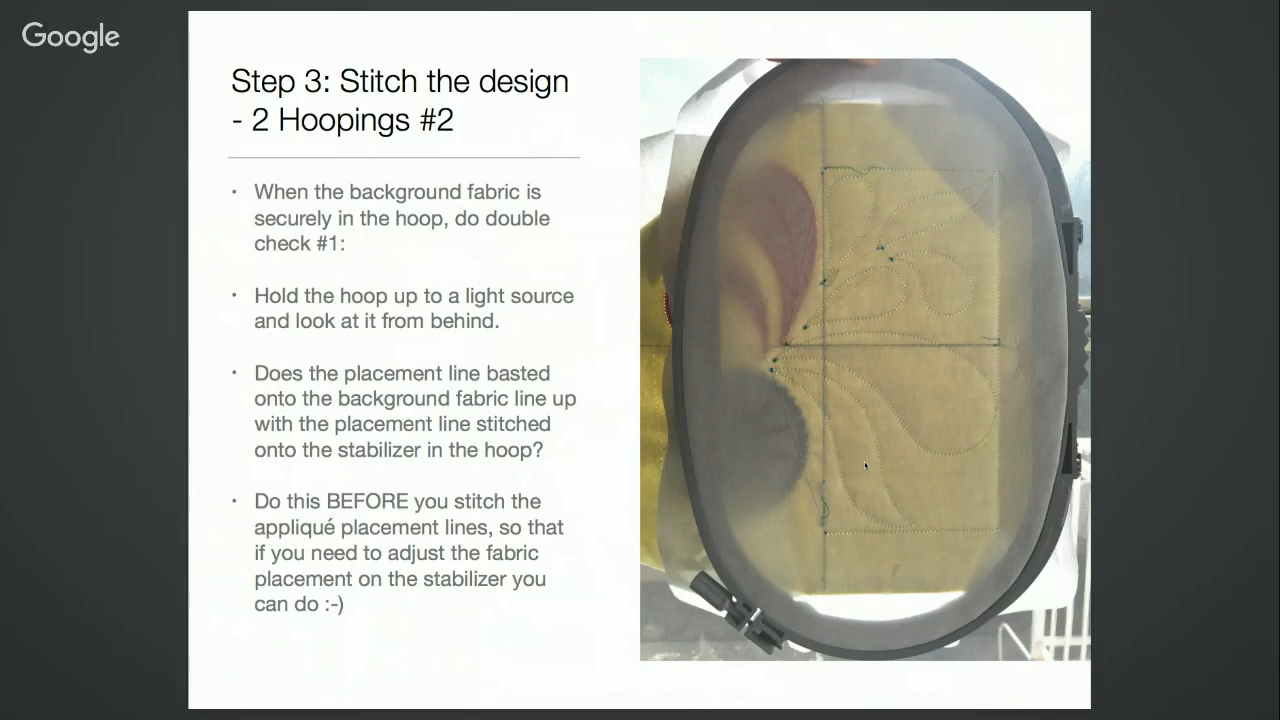 Google
Step 3: Stitch the design
- 2 Hoopings #2
• When the background fabric is
securely in the hoop, do double
check #1:
• Hold the hoop up to a light source
and look at it from behind.
• Does the placement line basted
onto the background fabric line up
with the placement line stitched
onto the stabilizer in the hoop?
• Do this BEFORE you stitch the
appliqué placement lines, so that
if you need to adjust the fabric
placement on the stabilizer you
can do :-)